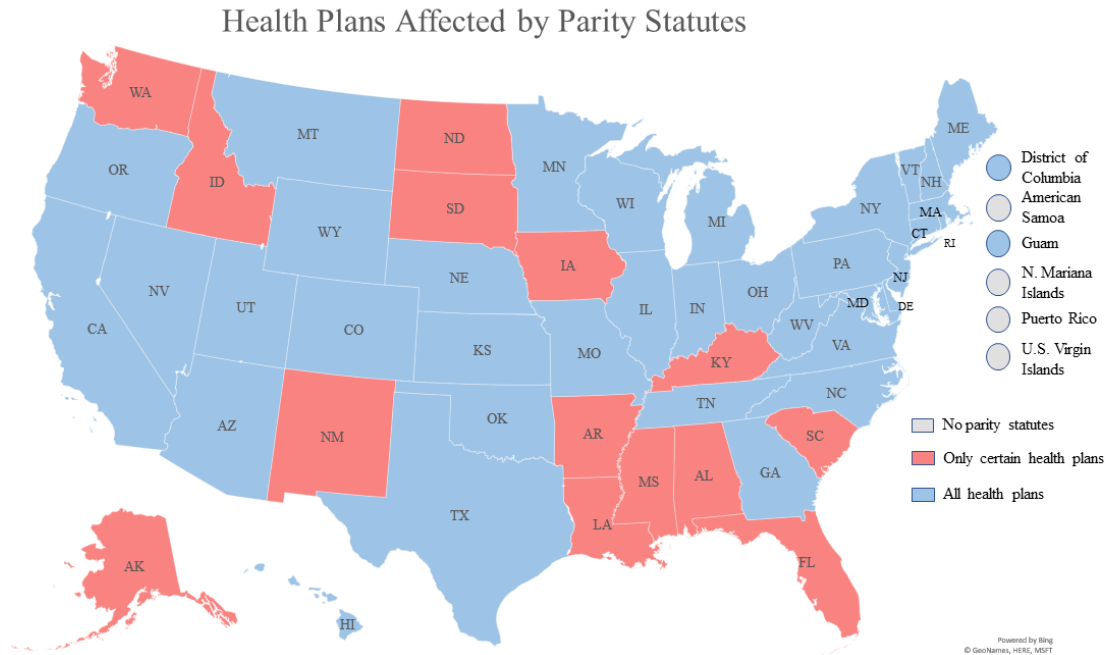 Health Plans Affected by Parity Statutes
WA
MT
ND
MN
ME
OR
ID
SD
WI
MI
VT
NH
NY
MA
CT
RI
WY
IA
NE
PA
NJ
NV
UT
CO
IL
IN
OH
MD
DE
CA
KS
MO
WV
VA
KY
AZ
NM
OK
AR
TN
NC
SC
TX
MS
AL
GA
LA
FL
AK
HI
District of
Columbia
American
Samoa
Guam
N. Mariana
Islands
Puerto Rico
U.S. Virgin
Islands
No parity statutes
Only certain health plans
All health plans
Powered by Bing
© GeoNames, HERE, MSFT